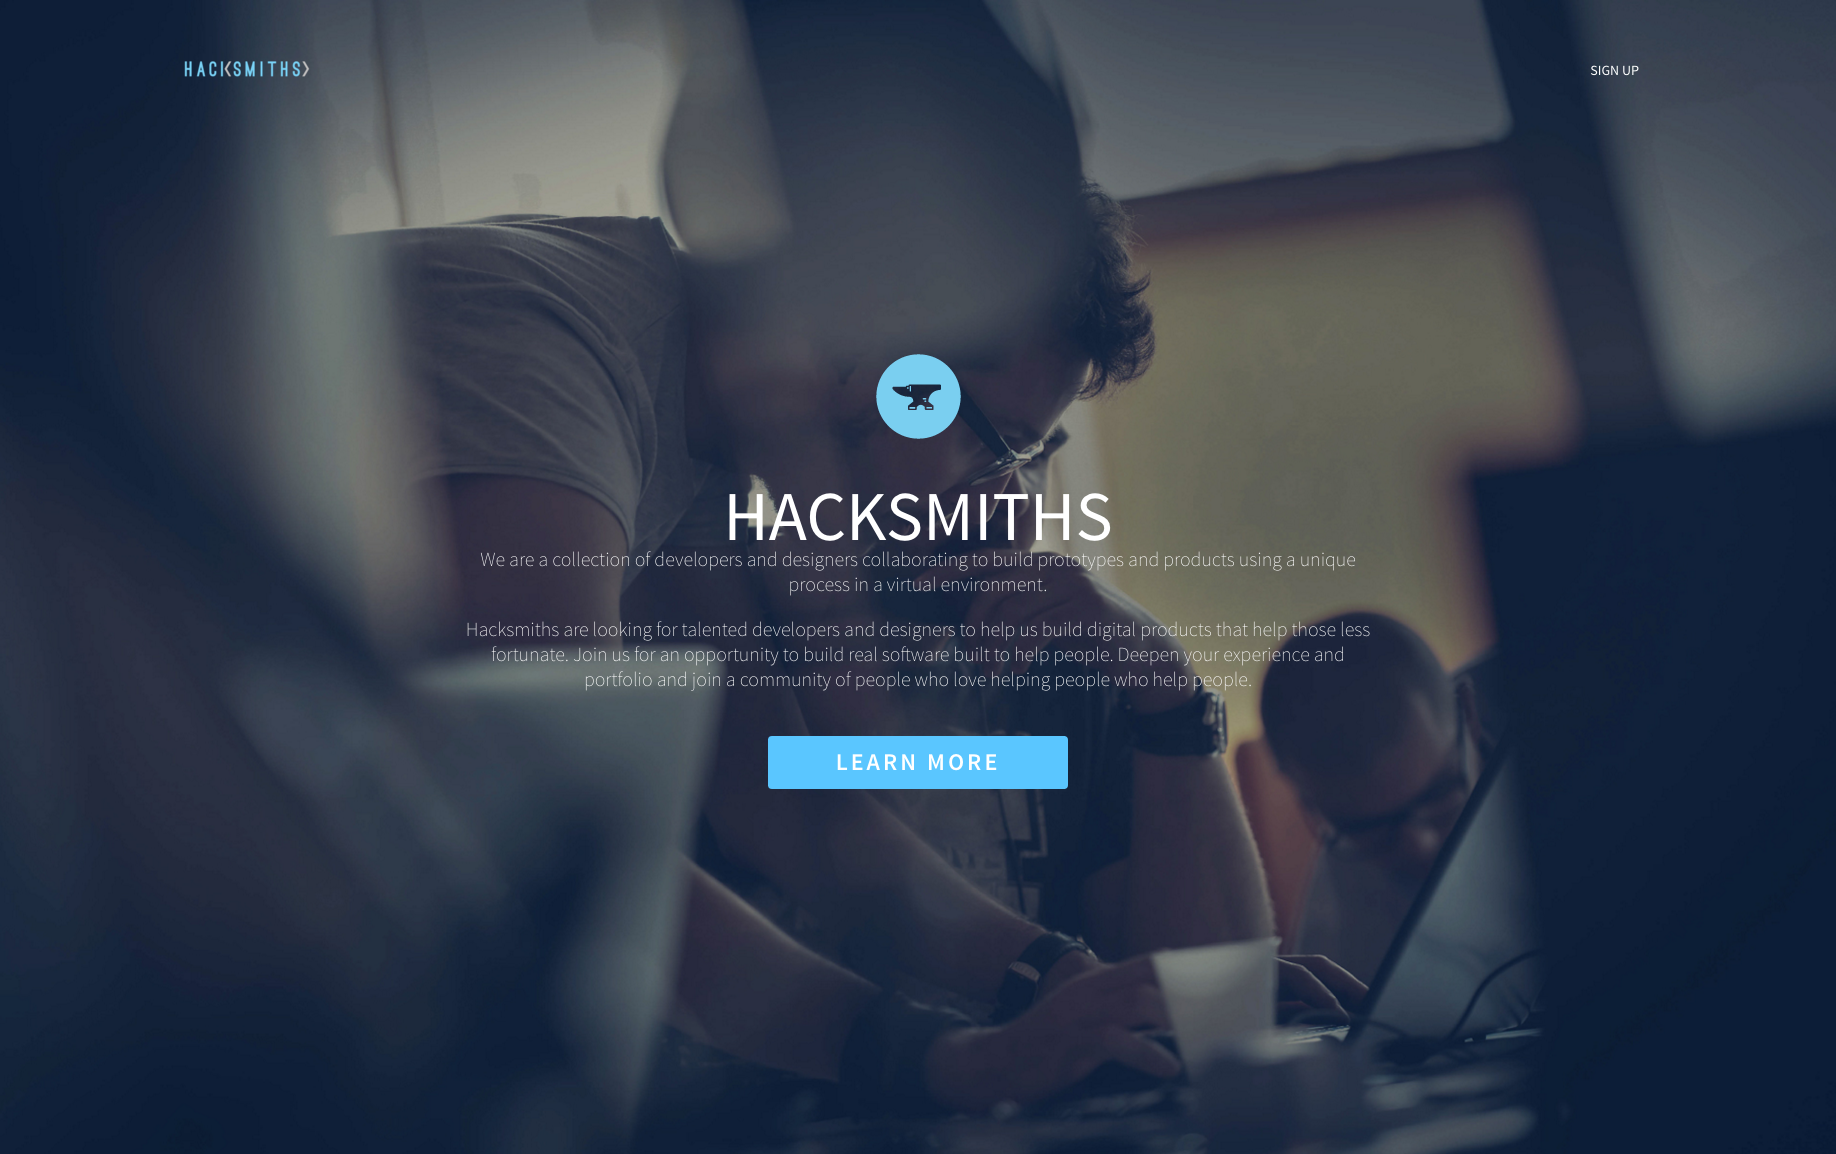 HACKSMITHS
SIGN UP
HACKSMITHS
We are a collection of developers and designers collaborating to build prototypes and products using a unique
process in a virtual environment.
Hacksmiths are looking for talented developers and designers to help us build digital products that help those less
fortunate. Join us for an opportunity to build real software built to help people. Deepen your experience and
portfolio and join a community of people who love helping people who help people.
LEARN MORE